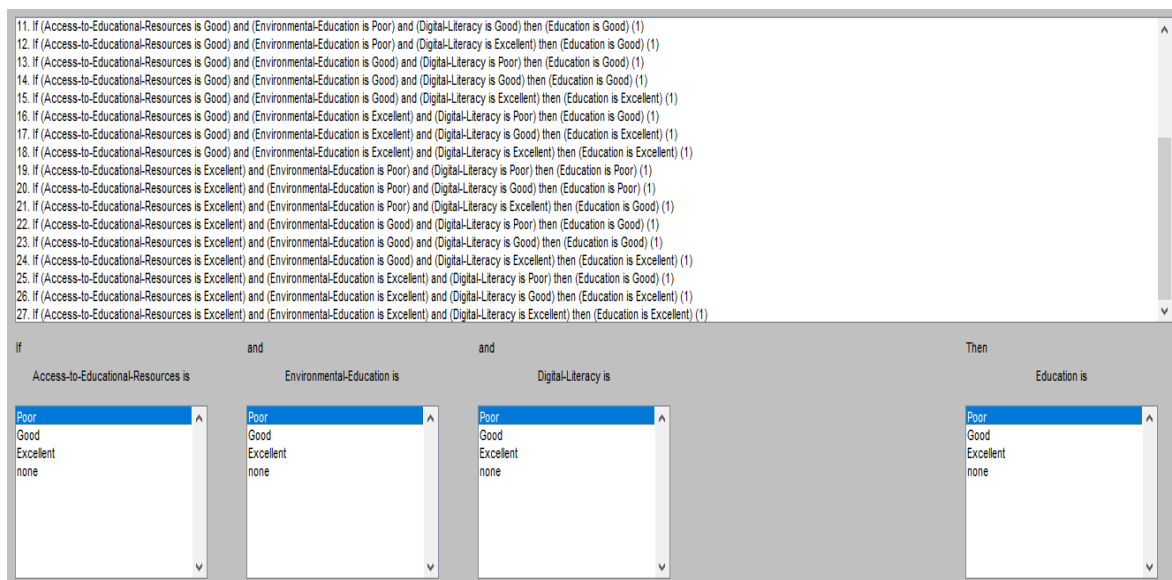 11. If (Access-to-Educational-Resources is Good) and (Environmental-Education is Poor) and (Digital-Literacy is Good) then (Education is Good) (1)
12. If (Access-to-Educational-Resources is Good) and (Environmental-Education is Poor) and (Digital-Literacy is Excellent) then (Education is Good) (1)
13. If (Access-to-Educational-Resources is Good) and (Environmental-Education is Good) and (Digital-Literacy is Poor) then (Education is Good) (1)
14. If (Access-to-Educational-Resources is Good) and (Environmental-Education is Good) and (Digital-Literacy is Good) then (Education is Good) (1)
15. If (Access-to-Educational-Resources is Good) and (Environmental-Education is Good) and (Digital-Literacy is Excellent) then (Education is Excellent) (1)
16. If (Access-to-Educational-Resources is Good) and (Environmental-Education is Excellent) and (Digital-Literacy is Poor) then (Education is Good) (1)
17. If (Access-to-Educational-Resources is Good) and (Environmental-Education is Excellent) and (Digital-Literacy is Good) then (Education is Excellent) (1)
18. If (Access-to-Educational-Resources is Good) and (Environmental-Education is Excellent) and (Digital-Literacy is Excellent) then (Education is Excellent) (1)
19. If (Access-to-Educational-Resources is Excellent) and (Environmental-Education is Poor) and (Digital-Literacy is Poor) then (Education is Poor) (1)
20. If (Access-to-Educational-Resources is Excellent) and (Environmental-Education is Poor) and (Digital-Literacy is Good) then (Education is Poor) (1)
21. If (Access-to-Educational-Resources is Excellent) and (Environmental-Education is Poor) and (Digital-Literacy is Excellent) then (Education is Good) (1)
22. If (Access-to-Educational-Resources is Excellent) and (Environmental-Education is Good) and (Digital-Literacy is Poor) then (Education is Good) (1)
23. If (Access-to-Educational-Resources is Excellent) and (Environmental-Education is Good) and (Digital-Literacy is Good) then (Education is Good) (1)
24. If (Access-to-Educational-Resources is Excellent) and (Environmental-Education is Good) and (Digital-Literacy is Excellent) then (Education is Excellent) (1)
25. If (Access-to-Educational-Resources is Excellent) and (Environmental-Education is Excellent) and (Digital-Literacy is Poor) then (Education is Good) (1)
26. If (Access-to-Educational-Resources is Excellent) and (Environmental-Education is Excellent) and (Digital-Literacy is Good) then (Education is Excellent) (1)
27. If (Access-to-Educational-Resources is Excellent) and (Environmental-Education is Excellent) and (Digital-Literacy is Excellent) then (Education is Excellent) (1)
If
Access-to-Educational-Resources is
Poor
Good
Excellent
none
and
Environmental-Education is
Poor
Good
Excellent
none
and
Digital-Literacy is
Poor
Good
Excellent
none
Then
Education is
Poor
Good
Excellent
none